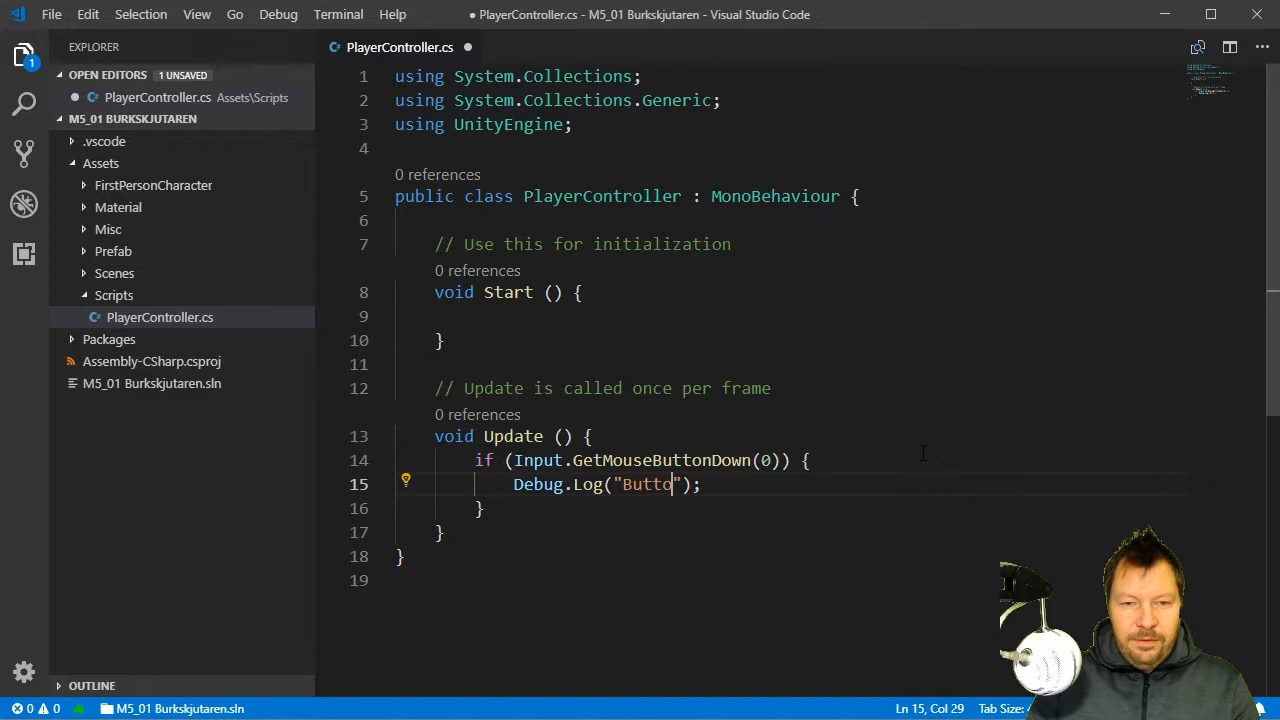 File Edit Selection View Go Debug Terminal Help
● PlayerController.cs - M5_01 Burkskjutaren - Visual Studio Code
EXPLORER
OPEN EDITORS 1 UNSAVED
PlayerController.cs Assets\Scripts
M5_01 BURKSKJUTAREN
.vscode
Assets
FirstPersonCharacter
Material
Misc
Prefab
Scenes
Scripts
PlayerController.cs
Packages
Assembly-CSharp.csproj
M5_01 Burkskjutaren.sln
OUTLINE
1
PlayerController.cs
1 using System.Collections;
2 using System.Collections.Generic;
3 using UnityEngine;
4
0 references
5 public class PlayerController : MonoBehaviour {
6
7 // Use this for initialization
0 references
8 void Start () {
9
10 }
11
12 // Update is called once per frame
0 references
13 void Update () {
14 if (Input.GetMouseButtonDown(0)) {
15 Debug.Log("Butto");
16 }
17 }
18 }
19
0 0 M5_01 Burkskjutaren.sln
Ln 15, Col 29 Tab Size: